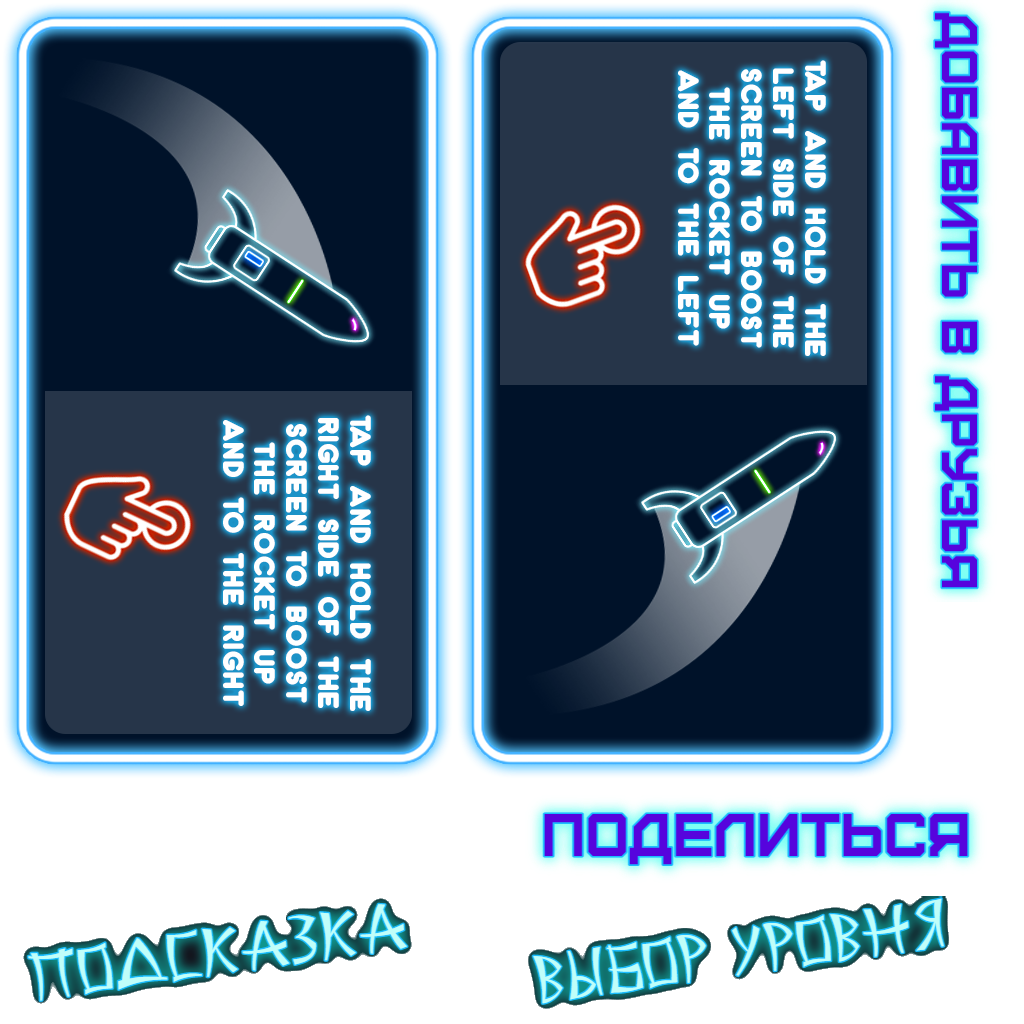 TAP AND HOLD THE
RIGHT SIDE OF THE
SCREEN TO BOOST
THE ROCKET UP
AND TO THE RIGHT
TAP AND HOLD THE
LEFT SIDE OF THE
SCREEN TO BOOST
THE ROCKET UP
AND TO THE LEFT
ДОБАВИТЬ В ДРУЗЬЯ
ПОДЕЛИТЬСЯ
ПОДСКАЗКА
ВЫБОР УРОВНЯ